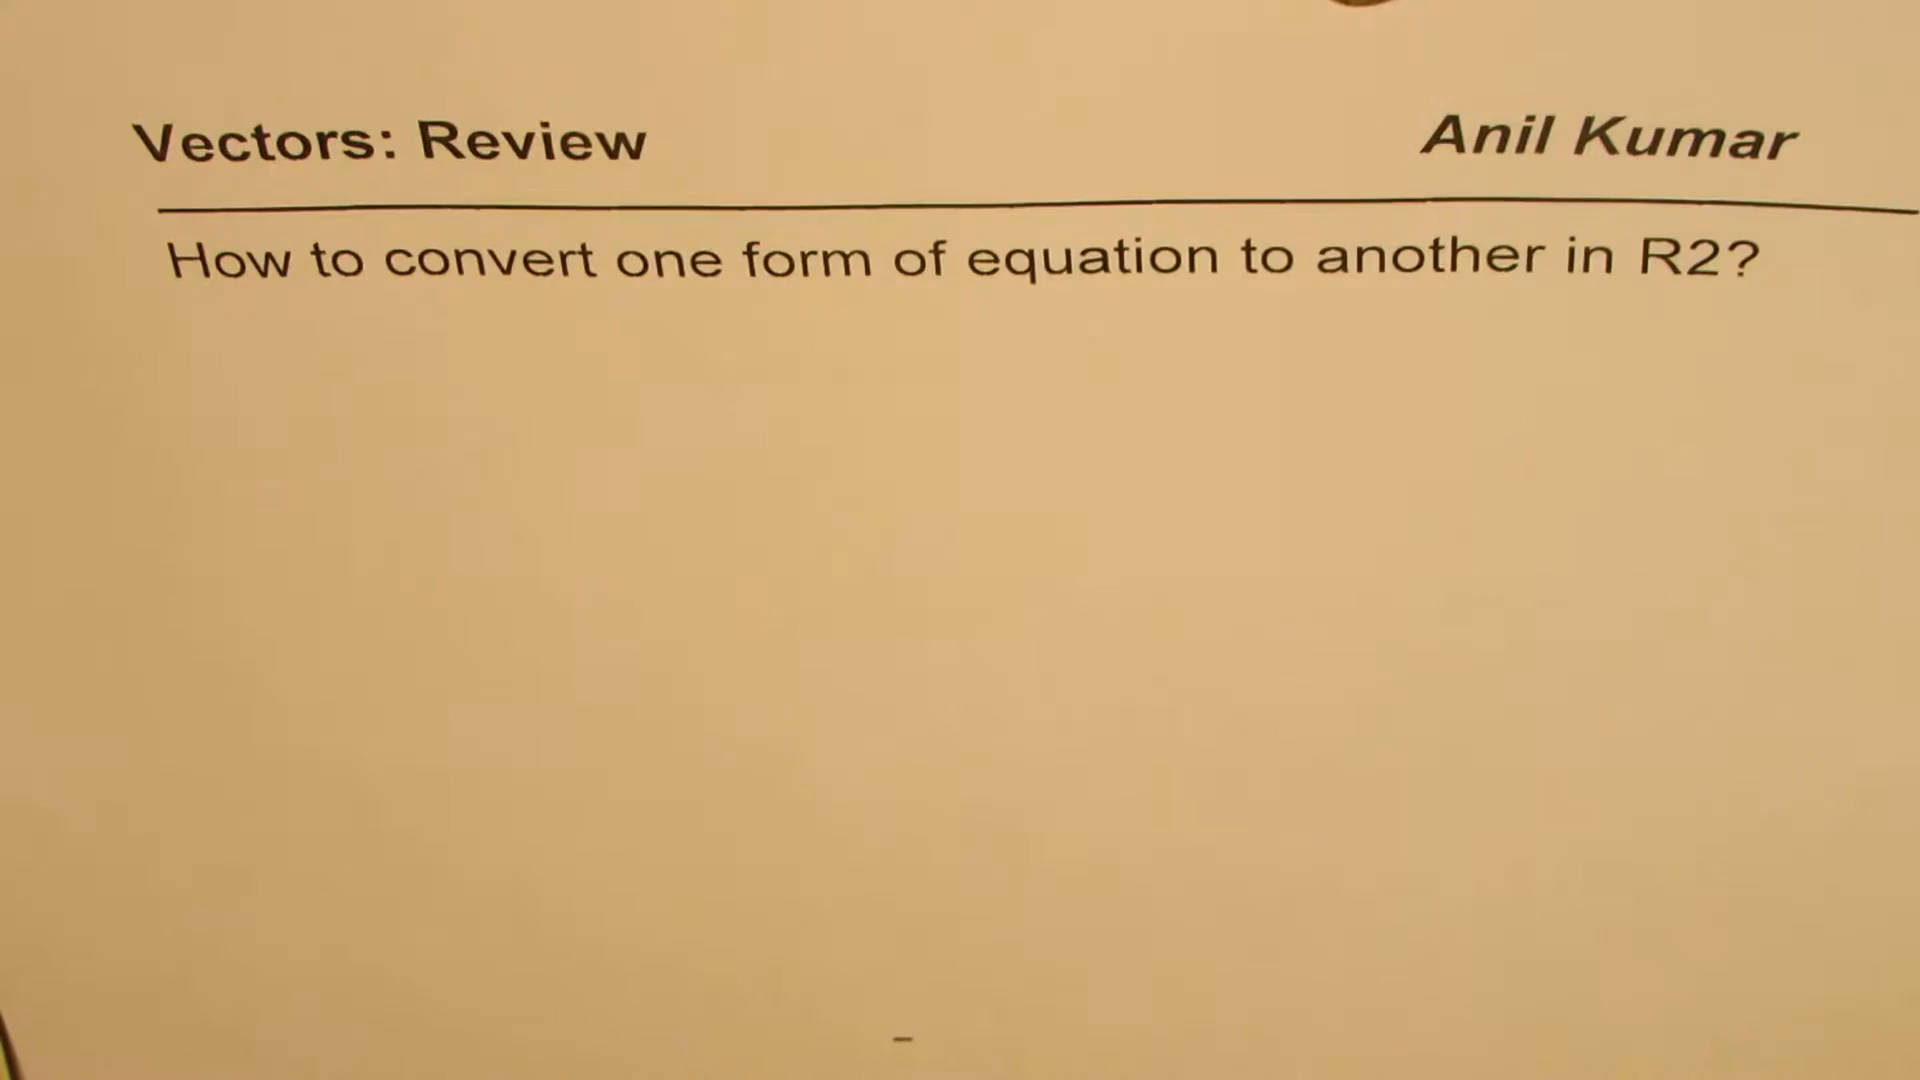 Vectors: Review
Anil Kumar
How to convert one form of equation to another in R2?